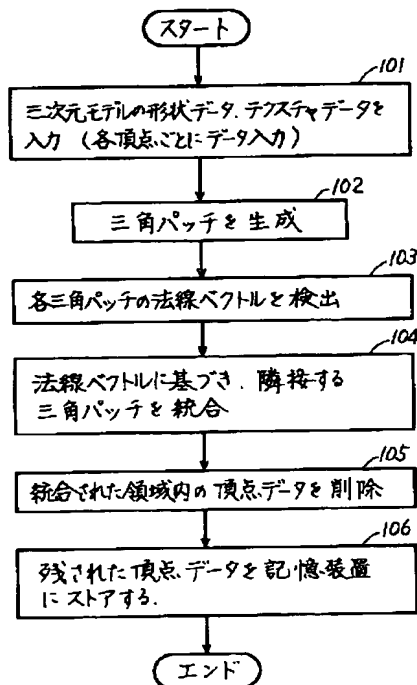 スタート
101
三次元モデルの形状データ、テクスチャデータを
入力(各頂点ごとにデータ入力)
102
三角パッチを生成
103
各三角パッチの法線ベクトルを検出
104
法線ベクトルに基づき、隣接する
三角パッチを統合
105
統合された領域内の頂点データを削除
106
残された頂点データを記憶装置
にストアする.
エンド